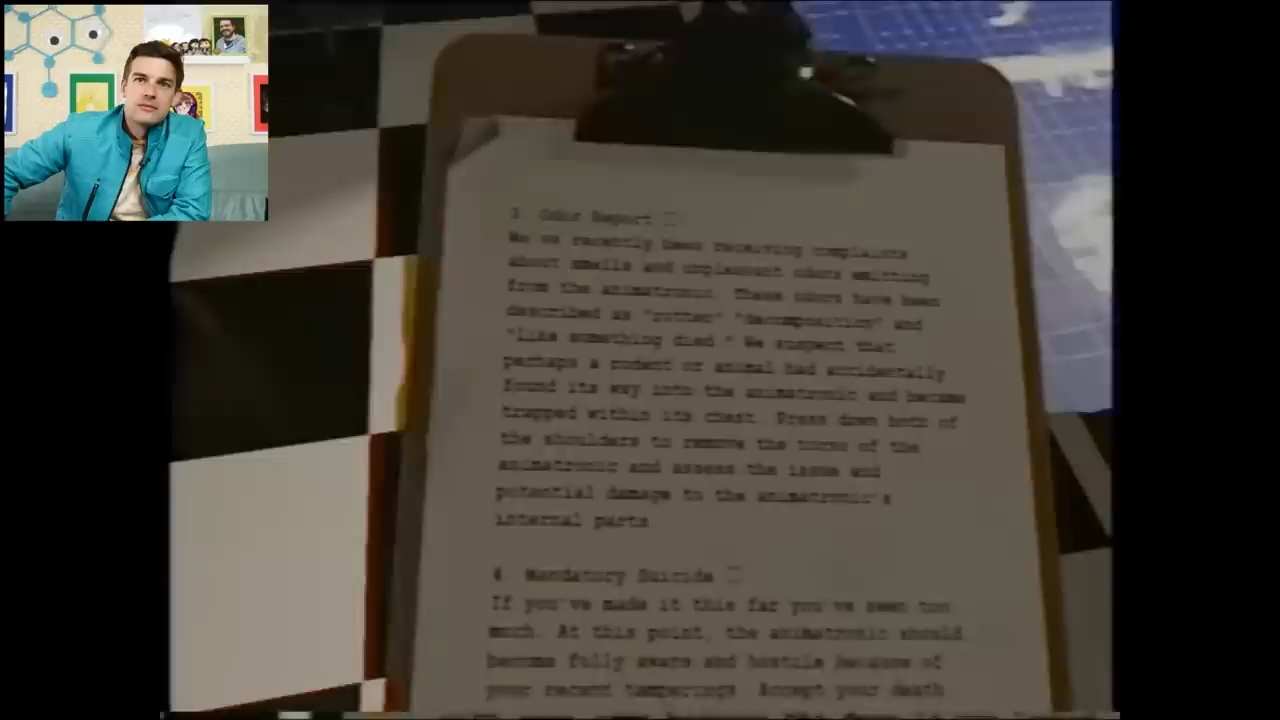 3. Odor Report
We've recently been receiving complaints
about smells and unpleasant odors emitting
from the animatronic. These odors have been
described as "rotten" "decomposition" and
"like something died." We suspect that
perhaps a rodent or animal had accidentally
found its way into the animatronic and became
trapped within its chest. Press down both of
the shoulders to remove the torso of the
animatronic and assess the issue and
potential damage to the animatronic's
internal parts
4. Mandatory Suicide
If you've made it this far you've seen too
much. At this point, the animatronic should
become fully aware and hostile because of
your recent tamperings. Accept your death